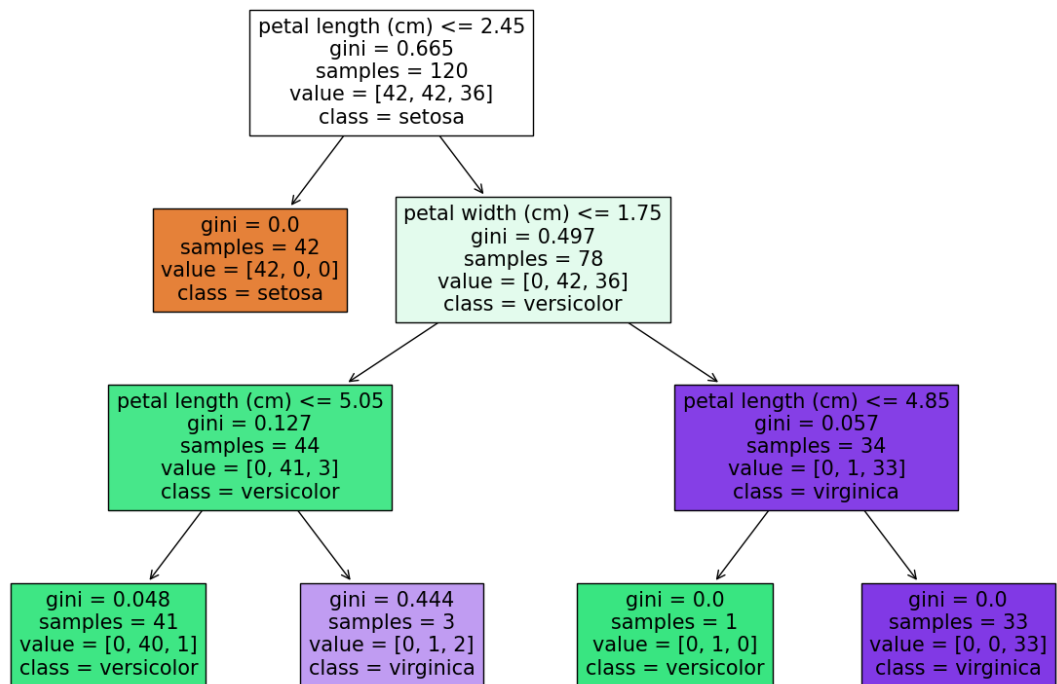 petal length (cm) <= 2.45
gini = 0.665
samples = 120
value = [42, 42, 36]
class = setosa
gini = 0.0
samples = 42
value = [42, 0, 0]
class = setosa
petal width (cm) <= 1.75
gini = 0.497
samples = 78
value = [0, 42, 36]
class = versicolor
petal length (cm) <= 5.05
gini = 0.127
samples = 44
value = [0, 41, 3]
class = versicolor
petal length (cm) <= 4.85
gini = 0.057
samples = 34
value = [0, 1, 33]
class = virginica
gini = 0.048
samples = 41
value = [0, 40, 1]
class = versicolor
gini = 0.444
samples = 3
value = [0, 1, 2]
class = virginica
gini = 0.0
samples = 1
value = [0, 1, 0]
class = versicolor
gini = 0.0
samples = 33
value = [0, 0, 33]
class = virginica